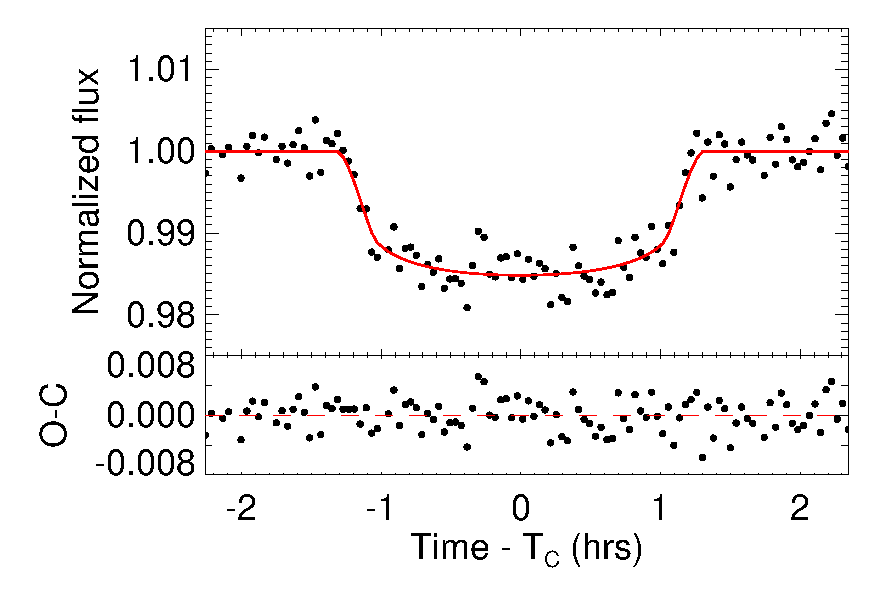 Normalized flux
1.01
1.00
0.99
0.98
O-C
0.008
0.000
-0.008
-2 -1 0 1 2
Time - T_C (hrs)